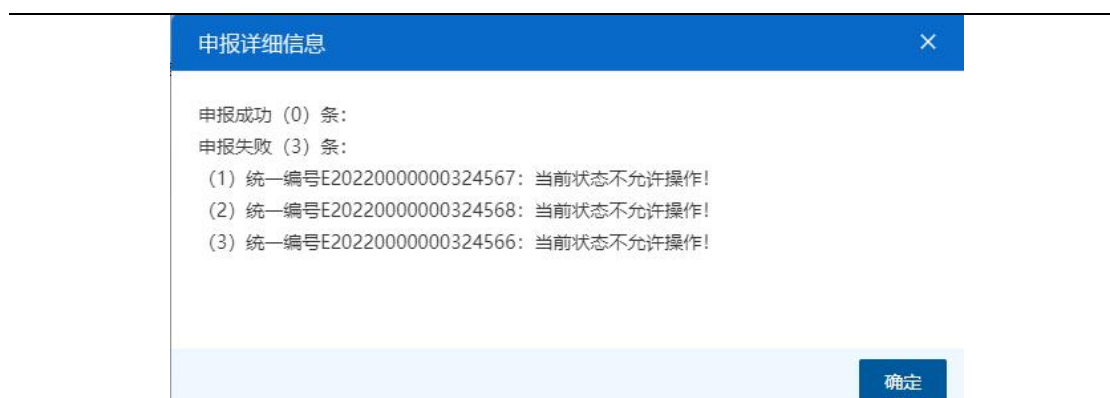 申报详细信息
申报成功（0）条：
申报失败（3）条：
（1）统一编号E20220000000324567：当前状态不允许操作！
（2）统一编号E20220000000324568：当前状态不允许操作！
（3）统一编号E20220000000324566：当前状态不允许操作！
确定